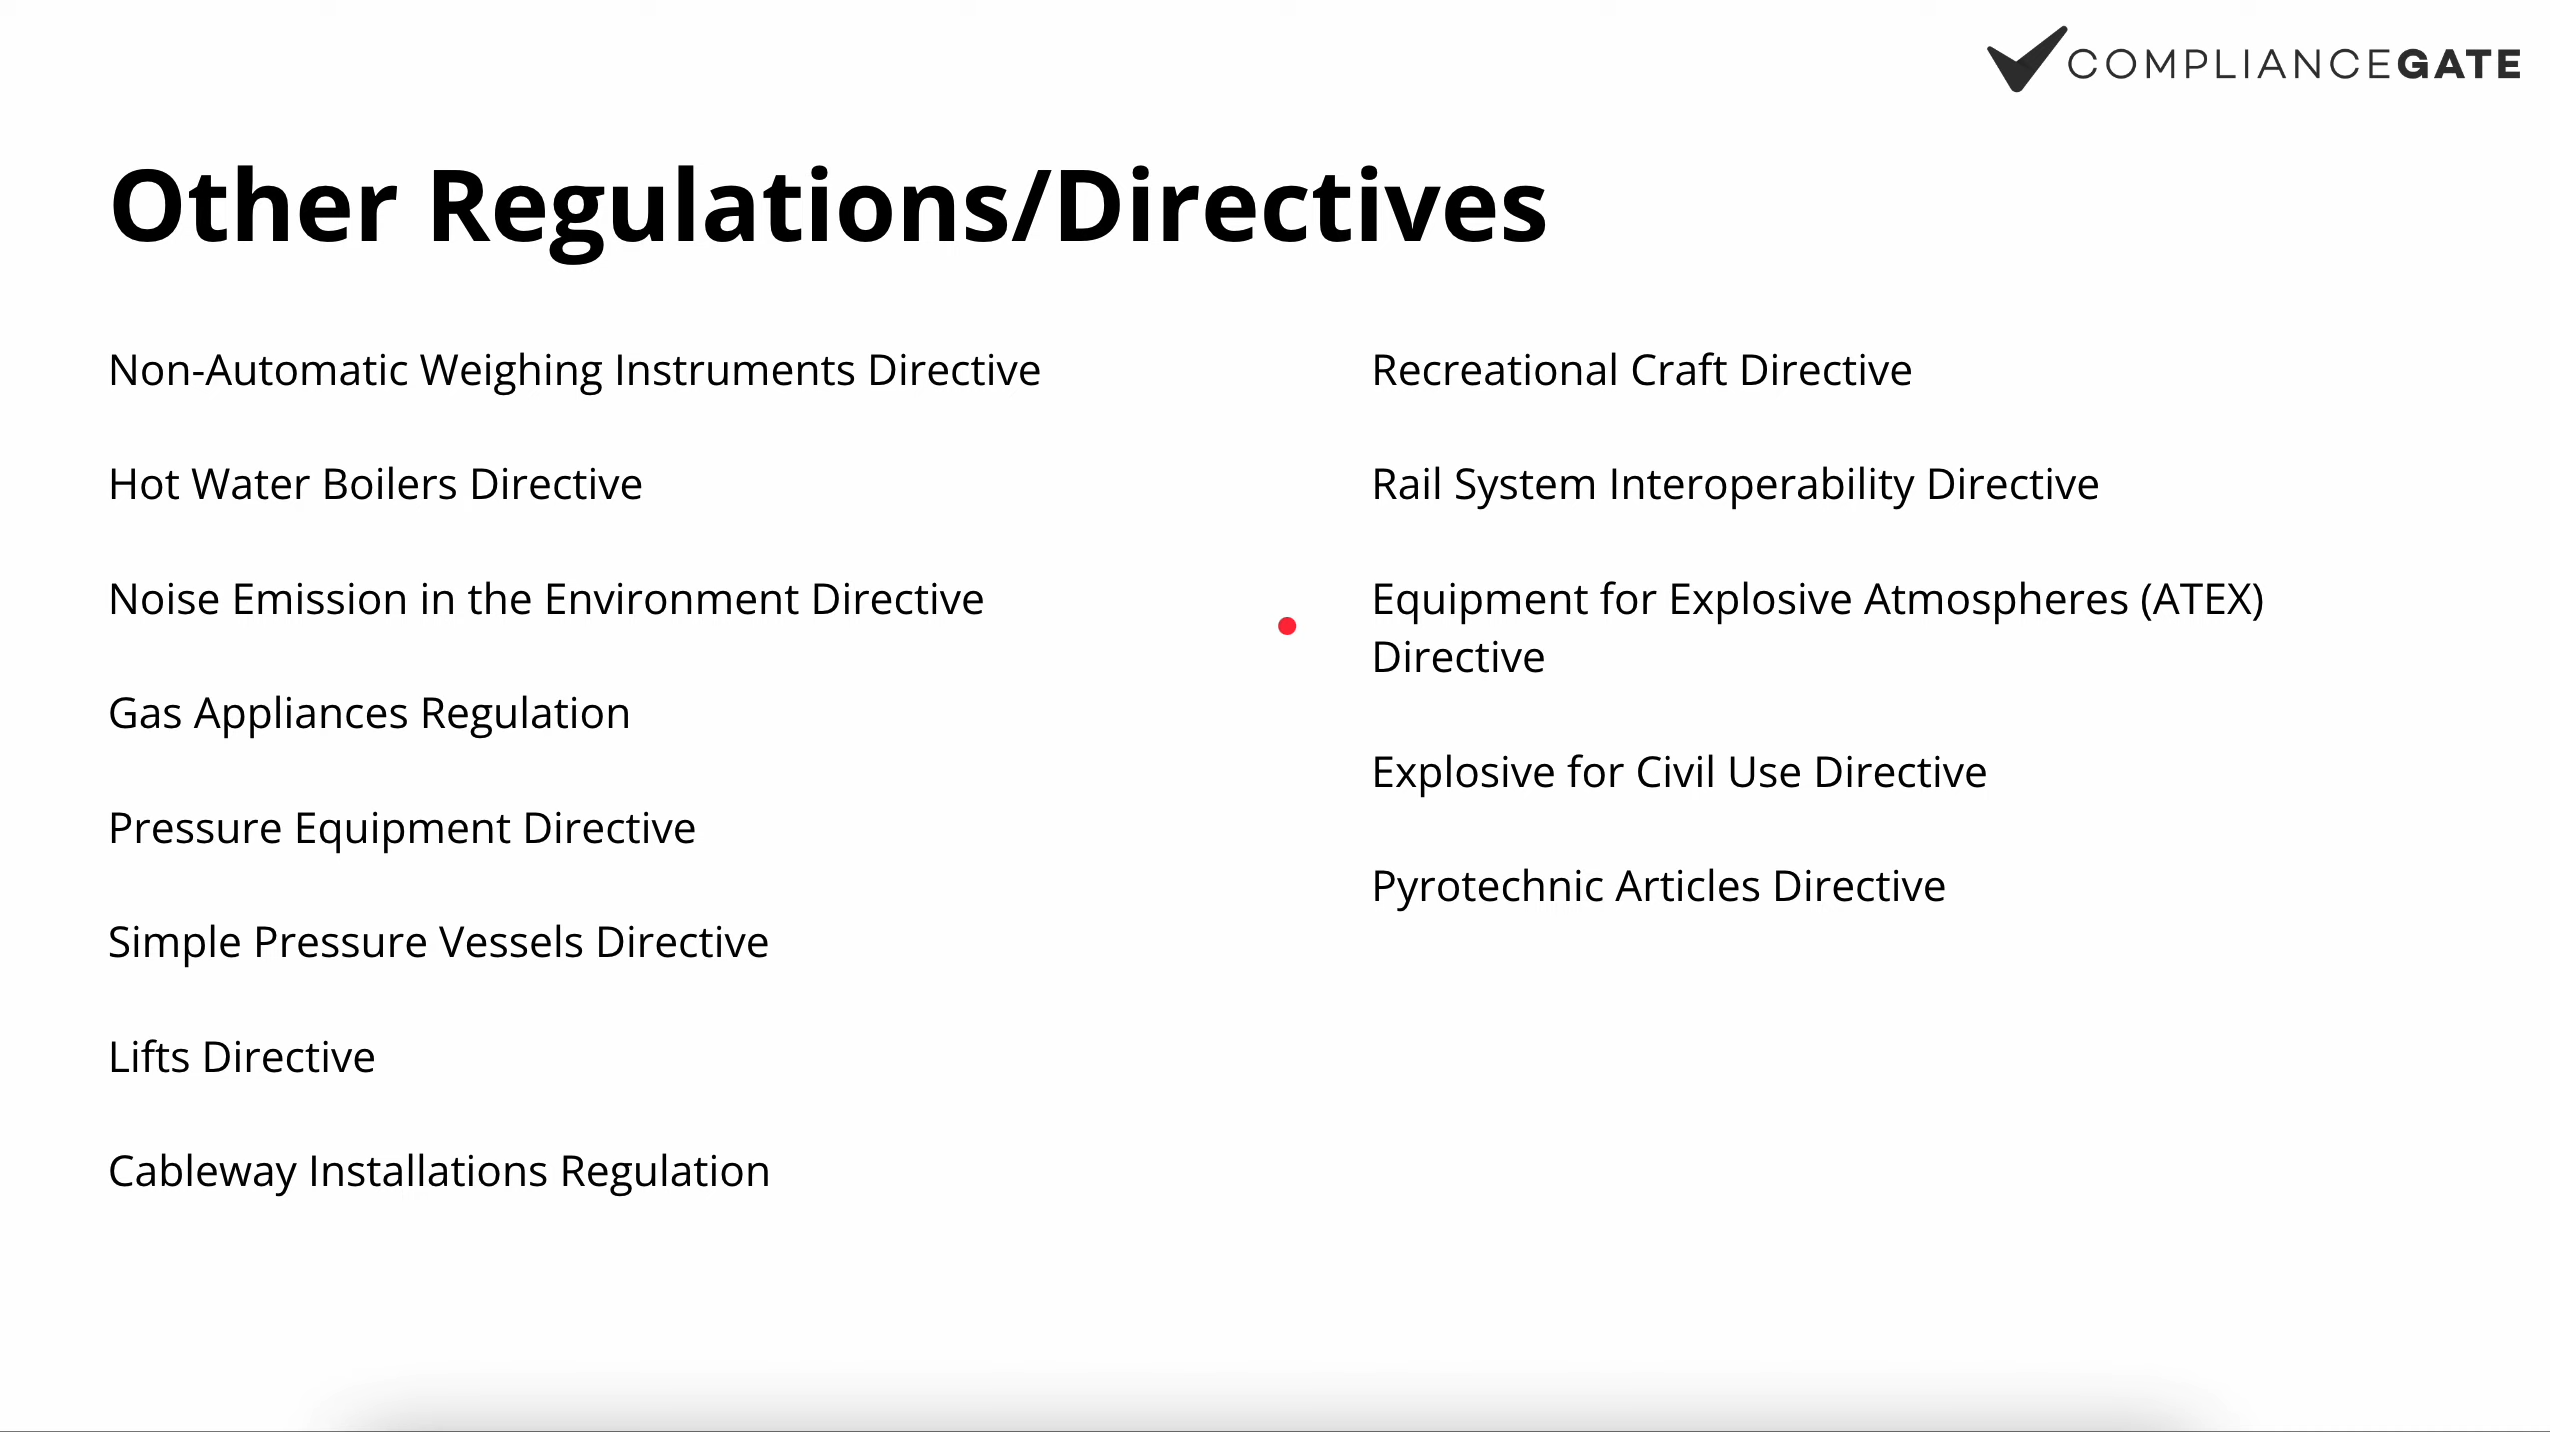 COMPLIANCEGATE
Other Regulations/Directives
Non-Automatic Weighing Instruments Directive
Hot Water Boilers Directive
Noise Emission in the Environment Directive
Gas Appliances Regulation
Pressure Equipment Directive
Simple Pressure Vessels Directive
Lifts Directive
Cableway Installations Regulation
Recreational Craft Directive
Rail System Interoperability Directive
Equipment for Explosive Atmospheres (ATEX)
Directive
Explosive for Civil Use Directive
Pyrotechnic Articles Directive